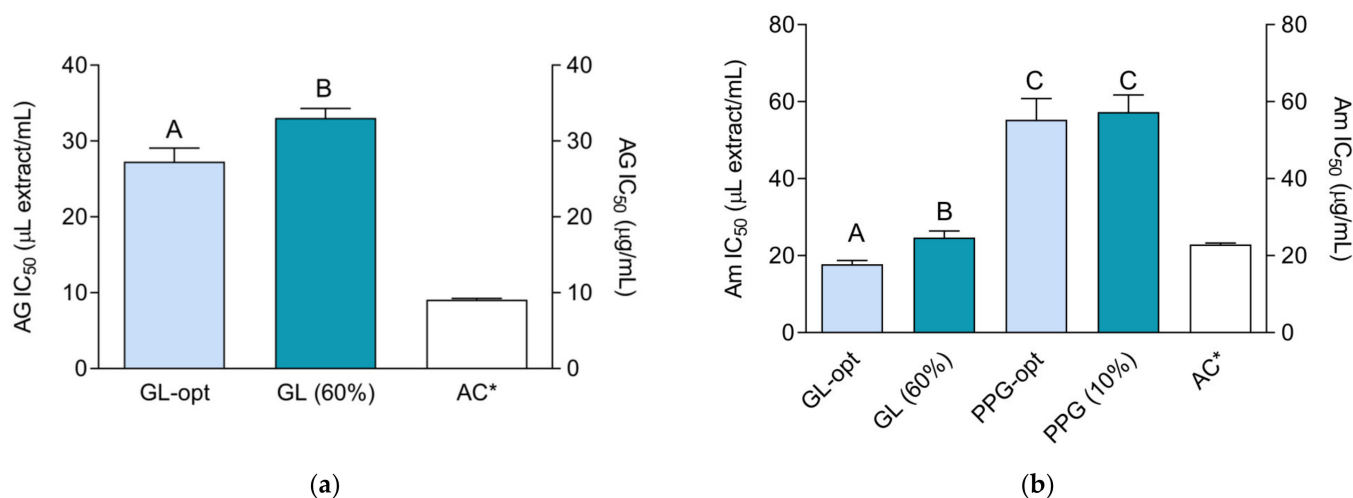 AG IC50 (μL extract/mL)
40
30
20
10
0
A
B
GL-opt
GL (60%)
AC*
40
30
20
10
0
AG IC50 (μg/mL)
(a)
Am IC50 (μL extract/mL)
80
60
40
20
0
A
B
C
C
GL-opt
GL (60%)
PPG-opt
PPG (10%)
AC*
80
60
40
20
0
Am IC50 (μg/mL)
(b)